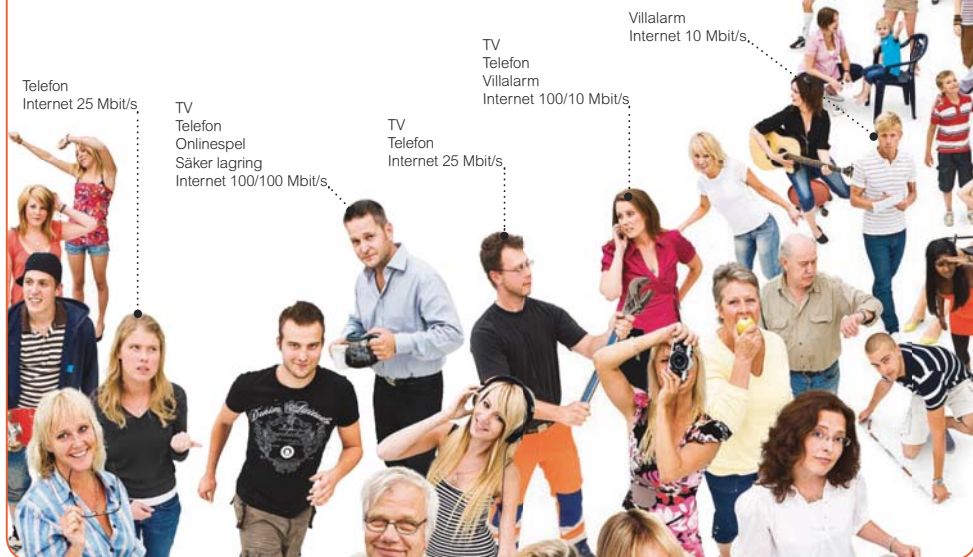 Villalarm
Internet 10 Mbit/s
TV
Telefon
Villalarm
Internet 100/10 Mbit/s
Telefon
Internet 25 Mbit/s
TV
Telefon
Onlinespel
Säker lagring
Internet 100/100 Mbit/s
TV
Telefon
Internet 25 Mbit/s